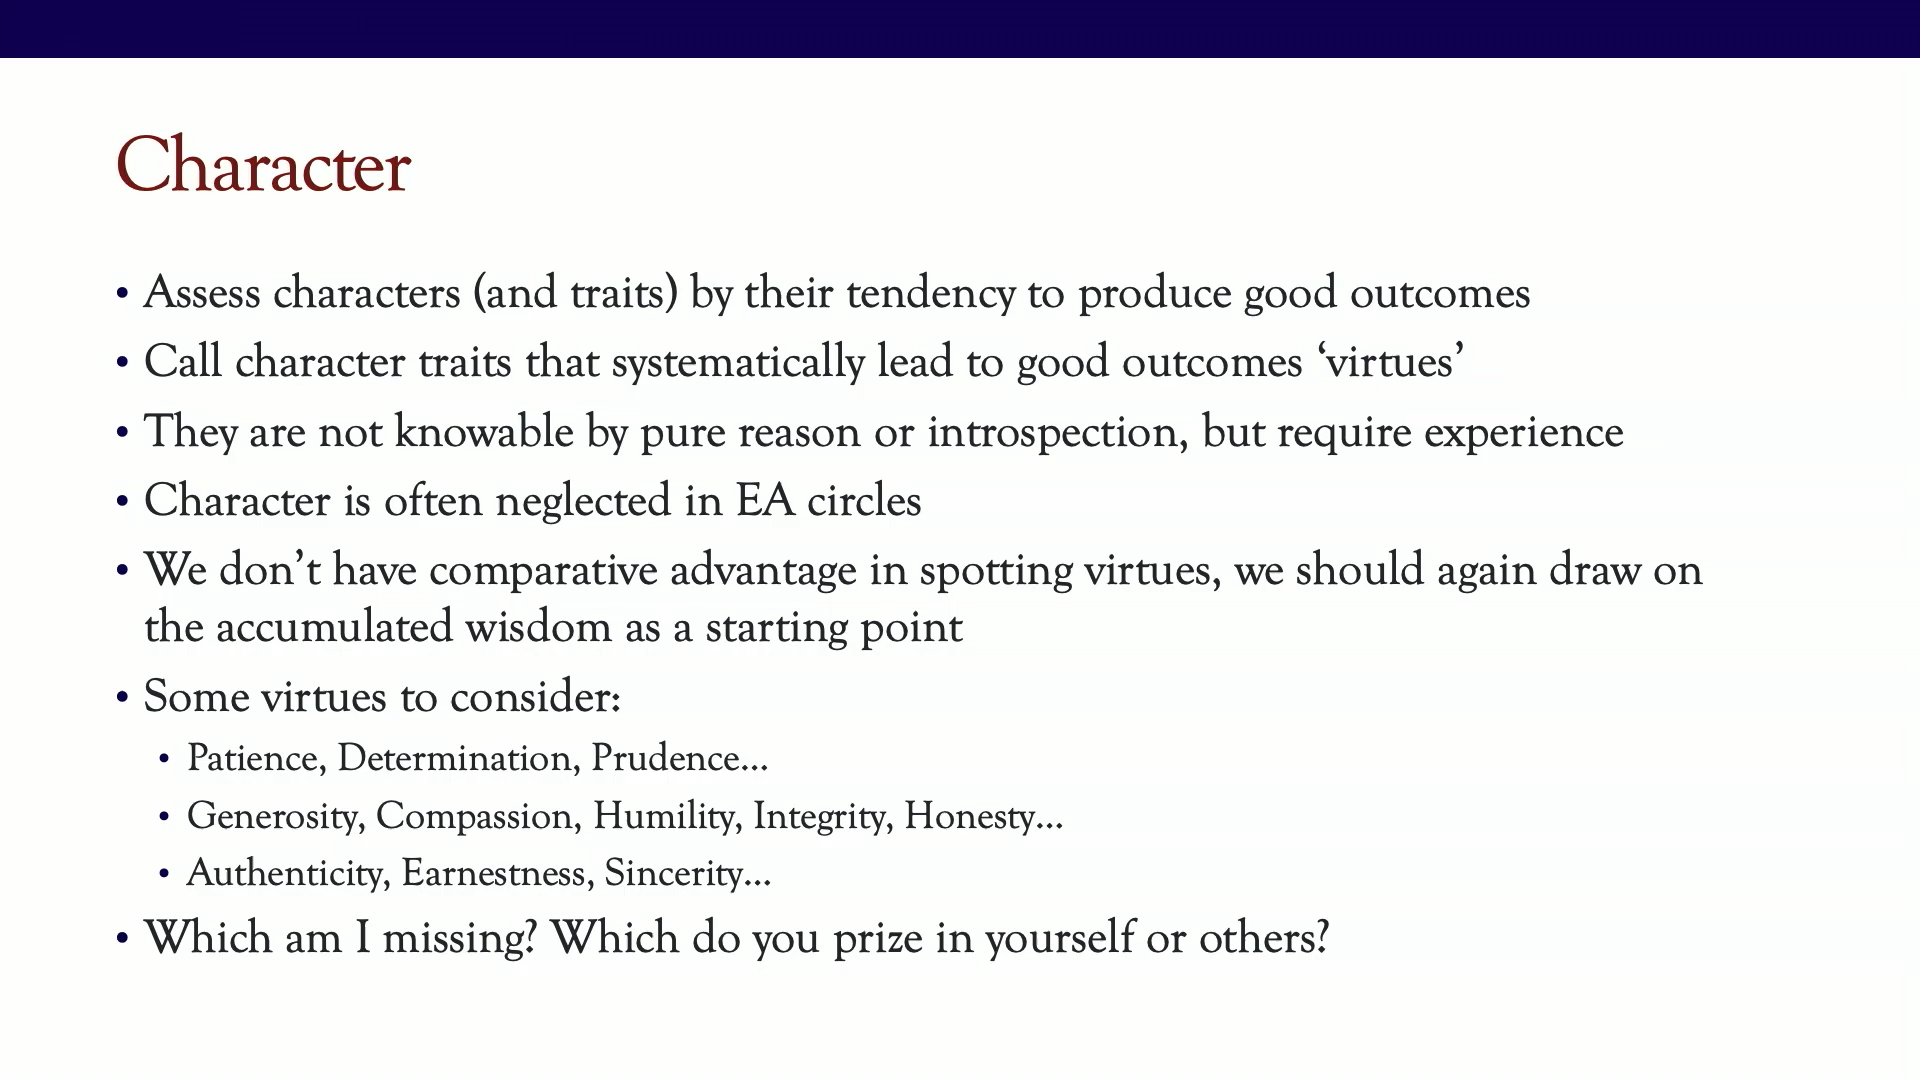 Character
• Assess characters (and traits) by their tendency to produce good outcomes
• Call character traits that systematically lead to good outcomes ‘virtues’
• They are not knowable by pure reason or introspection, but require experience
• Character is often neglected in EA circles
• We don’t have comparative advantage in spotting virtues, we should again draw on
the accumulated wisdom as a starting point
• Some virtues to consider:
• Patience, Determination, Prudence…
• Generosity, Compassion, Humility, Integrity, Honesty…
• Authenticity, Earnestness, Sincerity…
• Which am I missing? Which do you prize in yourself or others?